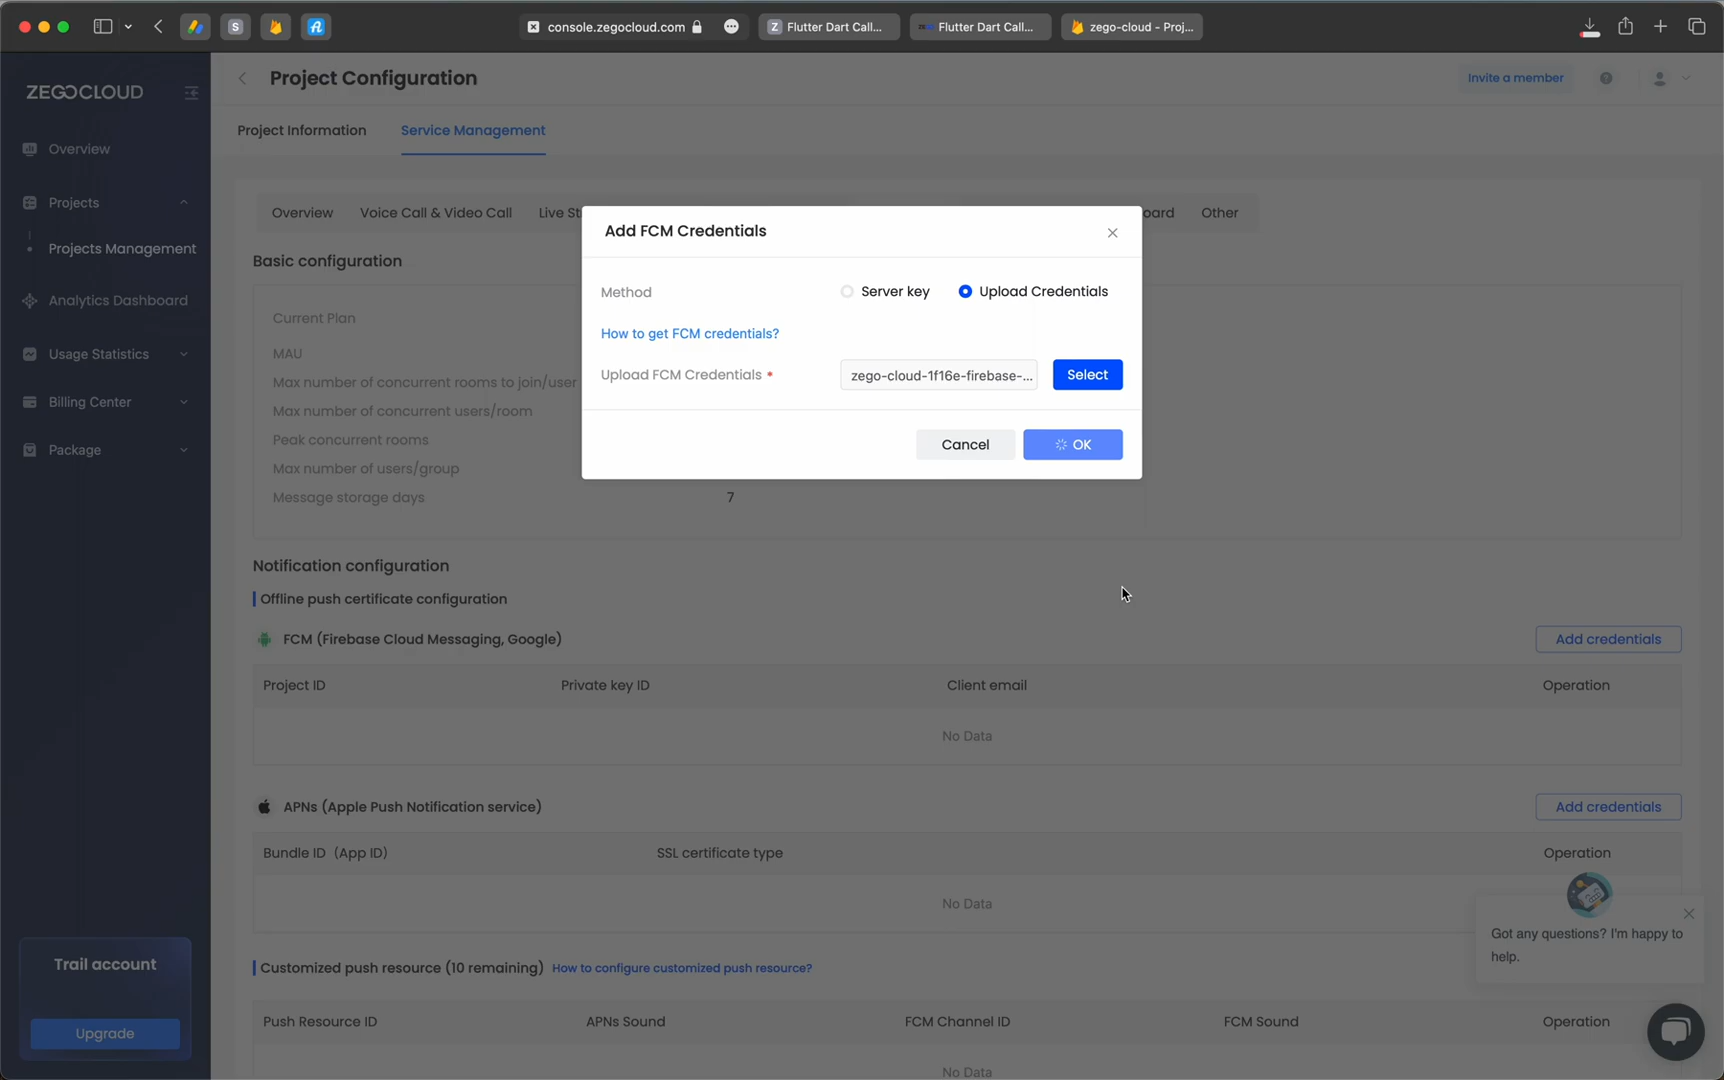 console.zegocloud.com
Z Flutter Dart Call...
Flutter Dart Call...
zego-cloud - Proj...
S
ZEGOCLOUD
Project Configuration
Invite a member
Project Information
Service Management
Overview
Projects
Projects Management
Analytics Dashboard
Usage Statistics
Billing Center
Package
Trail account
Upgrade
Overview
Voice Call & Video Call
Live St
oard
Other
Basic configuration
Current Plan
MAU
Max number of concurrent rooms to join/user
Max number of concurrent users/room
Peak concurrent rooms
Max number of users/group
Message storage days
7
Add FCM Credentials
Method
Server key
Upload Credentials
How to get FCM credentials?
Upload FCM Credentials *
zego-cloud-1f16e-firebase-...
Select
Cancel
OK
Notification configuration
Offline push certificate configuration
FCM (Firebase Cloud Messaging, Google)
Add credentials
Project ID
Private key ID
Client email
Operation
No Data
APNs (Apple Push Notification service)
Add credentials
Bundle ID (App ID)
SSL certificate type
Operation
No Data
Got any questions? I'm happy to
help.
Customized push resource (10 remaining)
How to configure customized push resource?
Push Resource ID
APNs Sound
FCM Channel ID
FCM Sound
Operation
No Data